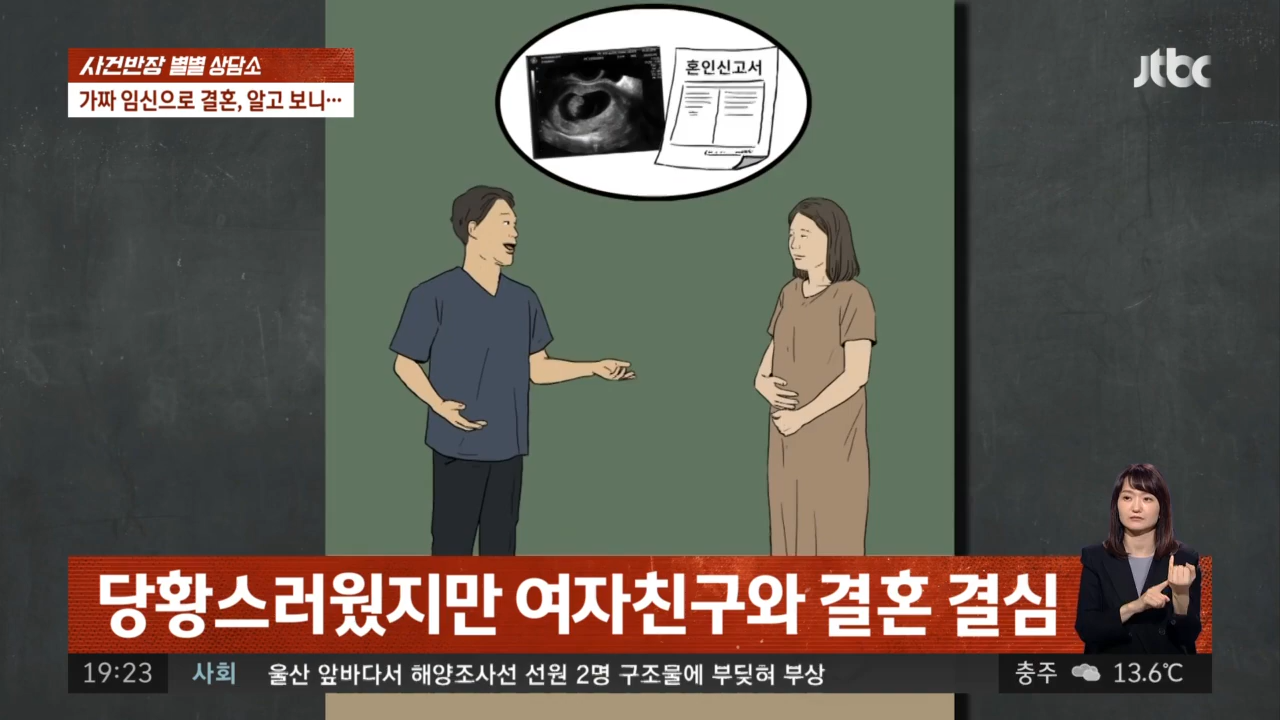 사건반장 별별 상담소
가짜 임신으로 결혼, 알고 보니…
jtbc
혼인신고서
당황스러웠지만 여자친구와 결혼 결심
19:23 사회 울산 앞바다서 해양조사선 선원 2명 구조물에 부딪혀 부상 충주 13.6℃